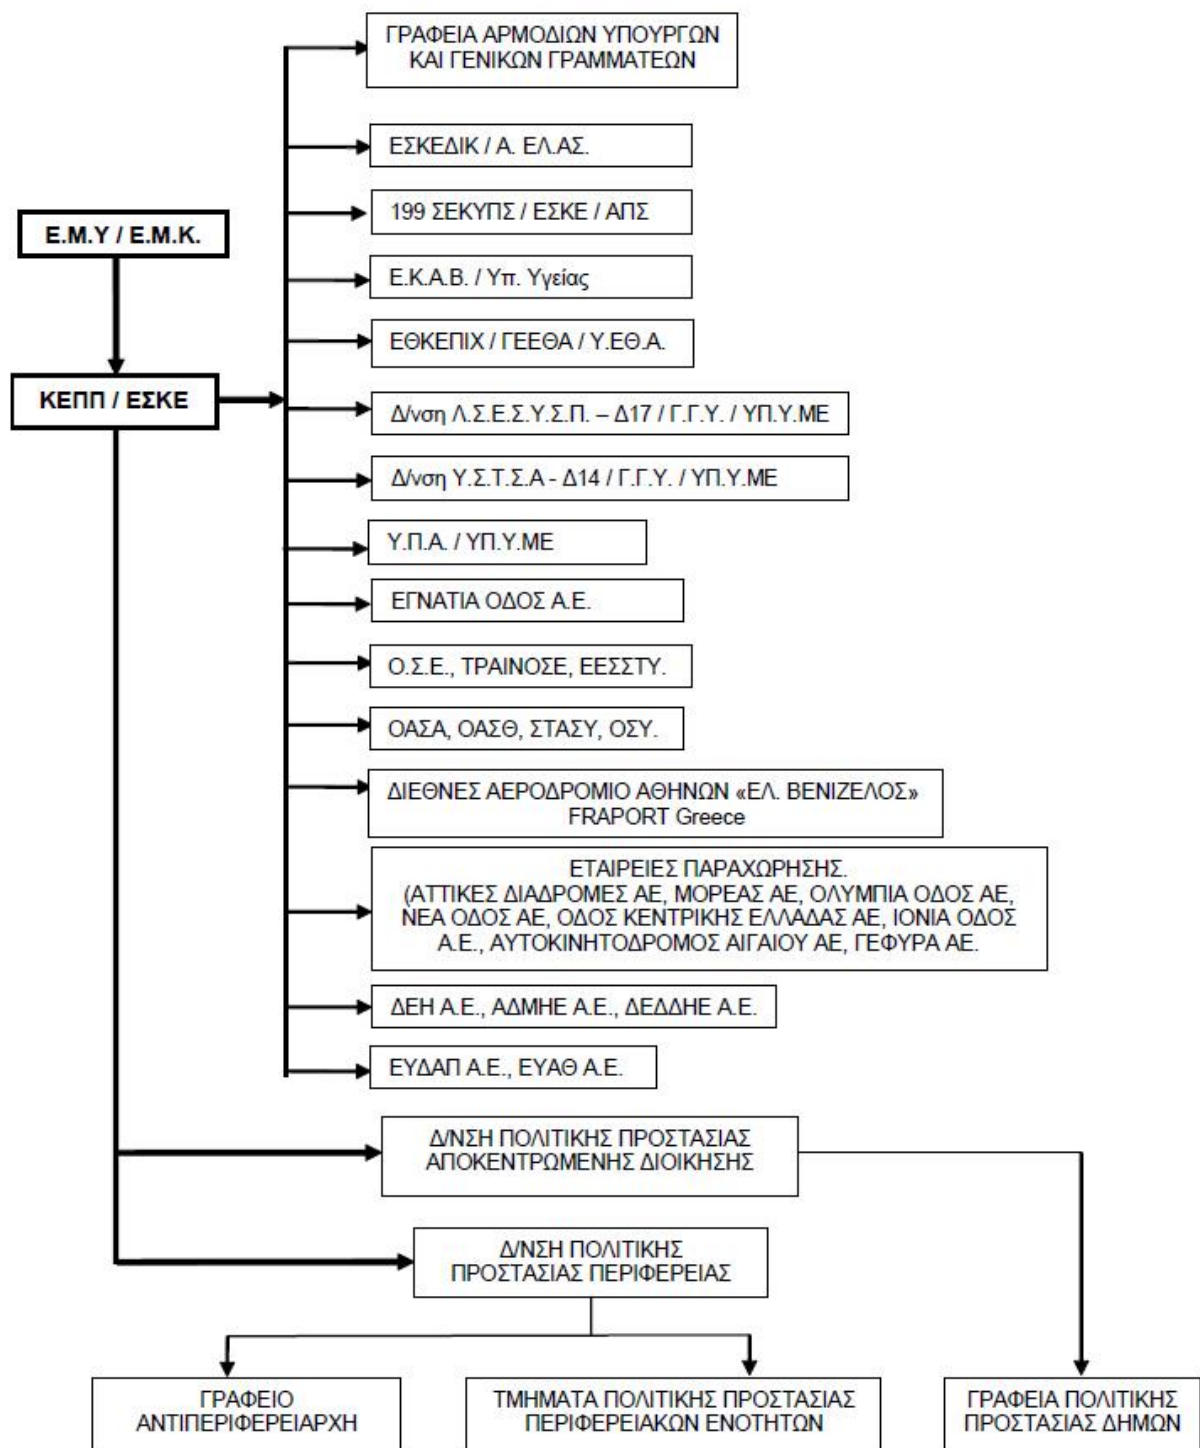 ΓΡΑΦΕΙΑ ΑΡΜΟΔΙΩΝ ΥΠΟΥΡΓΩΝ
ΚΑΙ ΓΕΝΙΚΩΝ ΓΡΑΜΜΑΤΕΩΝ
ΕΣΚΕΔΙΚ / Α. ΕΛ.ΑΣ.
199 ΣΕΚΥΠΣ / ΕΣΚΕ / ΑΠΣ
Ε.Μ.Υ / Ε.Μ.Κ.
Ε.Κ.Α.Β. / Υπ. Υγείας
ΕΘΚΕΠΙΧ / ΓΕΕΘΑ / Υ.ΕΘ.Α.
ΚΕΠΠ / ΕΣΚΕ
Δ/νση Λ.Σ.Ε.Σ.Υ.Σ.Π. – Δ17 / Γ.Γ.Υ. / ΥΠ.Υ.ΜΕ
Δ/νση Υ.Σ.Τ.Σ.Α - Δ14 / Γ.Γ.Υ. / ΥΠ.Υ.ΜΕ
Υ.Π.Α. / ΥΠ.Υ.ΜΕ
ΕΓΝΑΤΙΑ ΟΔΟΣ Α.Ε.
Ο.Σ.Ε., ΤΡΑΙΝΟΣΕ, ΕΕΣΣΤΥ.
ΟΑΣΑ, ΟΑΣΘ, ΣΤΑΣΥ, ΟΣΥ.
ΔΙΕΘΝΕΣ ΑΕΡΟΔΡΟΜΙΟ ΑΘΗΝΩΝ «ΕΛ. ΒΕΝΙΖΕΛΟΣ»
FRAPORT Greece
ΕΤΑΙΡΕΙΕΣ ΠΑΡΑΧΩΡΗΣΗΣ.
(ΑΤΤΙΚΕΣ ΔΙΑΔΡΟΜΕΣ ΑΕ, ΜΟΡΕΑΣ ΑΕ, ΟΛΥΜΠΙΑ ΟΔΟΣ ΑΕ,
ΝΕΑ ΟΔΟΣ ΑΕ, ΟΔΟΣ ΚΕΝΤΡΙΚΗΣ ΕΛΛΑΔΑΣ ΑΕ, ΙΟΝΙΑ ΟΔΟΣ
Α.Ε., ΑΥΤΟΚΙΝΗΤΟΔΡΟΜΟΣ ΑΙΓΑΙΟΥ ΑΕ, ΓΕΦΥΡΑ ΑΕ.
ΔΕΗ Α.Ε., ΑΔΜΗΕ Α.Ε., ΔΕΔΔΗΕ Α.Ε.
ΕΥΔΑΠ Α.Ε., ΕΥΑΘ Α.Ε.
Δ/ΝΣΗ ΠΟΛΙΤΙΚΗΣ ΠΡΟΣΤΑΣΙΑΣ
ΑΠΟΚΕΝΤΡΩΜΕΝΗΣ ΔΙΟΙΚΗΣΗΣ
Δ/ΝΣΗ ΠΟΛΙΤΙΚΗΣ
ΠΡΟΣΤΑΣΙΑΣ ΠΕΡΙΦΕΡΕΙΑΣ
ΓΡΑΦΕΙΟ
ΑΝΤΙΠΕΡΙΦΕΡΕΙΑΡΧΗ
ΤΜΗΜΑΤΑ ΠΟΛΙΤΙΚΗΣ ΠΡΟΣΤΑΣΙΑΣ
ΠΕΡΙΦΕΡΕΙΑΚΩΝ ΕΝΟΤΗΤΩΝ
ΓΡΑΦΕΙΑ ΠΟΛΙΤΙΚΗΣ
ΠΡΟΣΤΑΣΙΑΣ ΔΗΜΩΝ